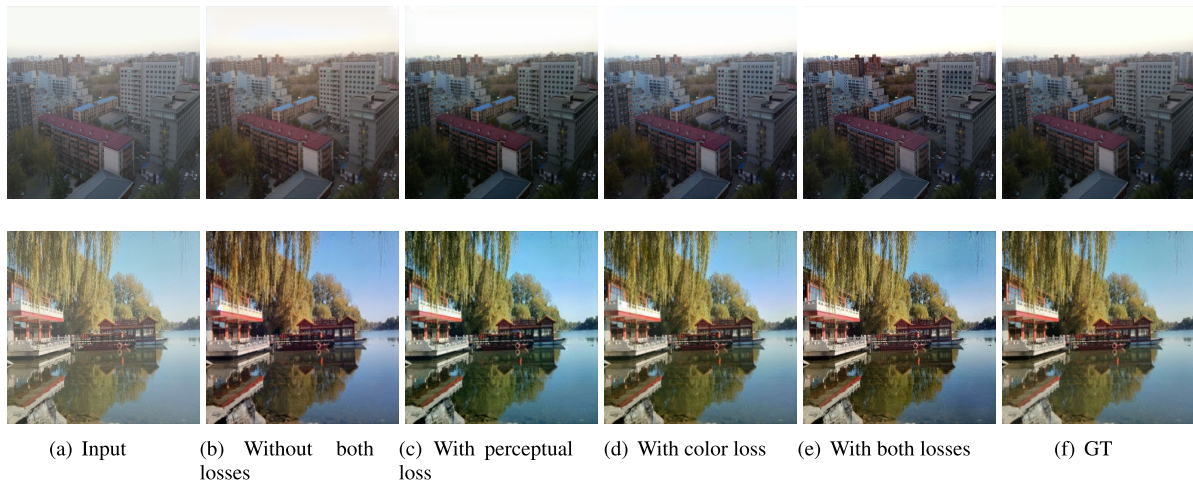 (a) Input
(b) Without both
losses
(c) With perceptual
loss
(d) With color loss
(e) With both losses
(f) GT